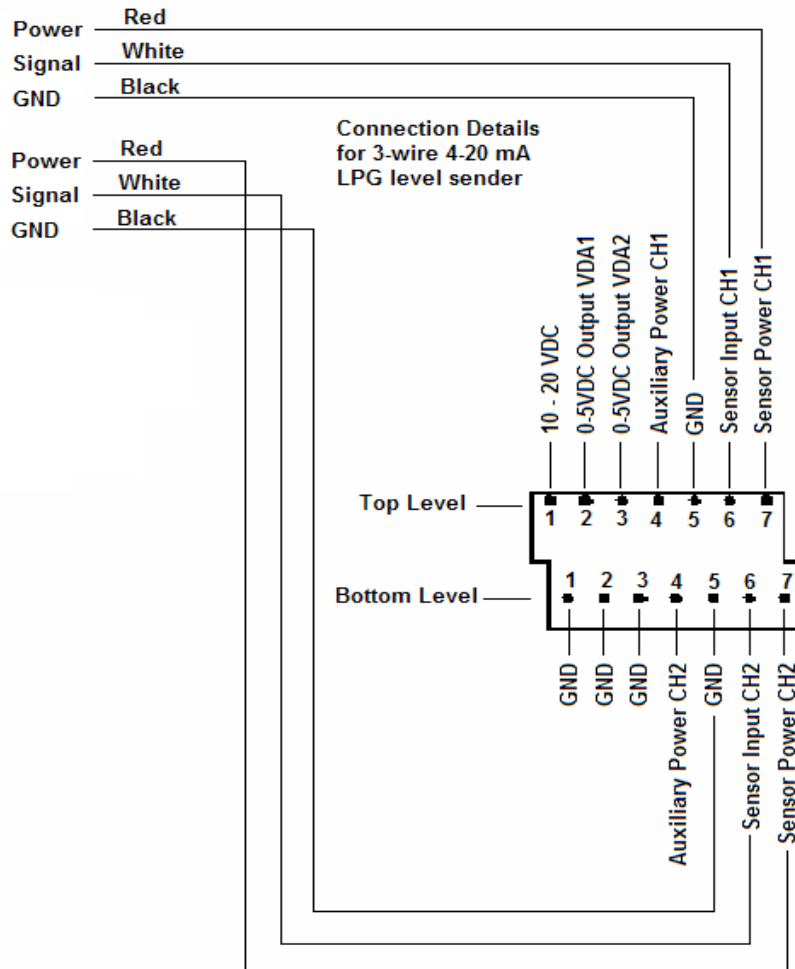 Power Red
Signal White
GND Black
Connection Details
for 3-wire 4-20 mA
LPG level sender
Power Red
Signal White
GND Black
10 - 20 VDC
0-5VDC Output VDA1
0-5VDC Output VDA2
Auxiliary Power CH1
GND
Sensor Input CH1
Sensor Power CH1
Top Level
1 2 3 4 5 6 7
Bottom Level
1 2 3 4 5 6 7
GND
GND
GND
Auxiliary Power CH2
GND
Sensor Input CH2
Sensor Power CH2